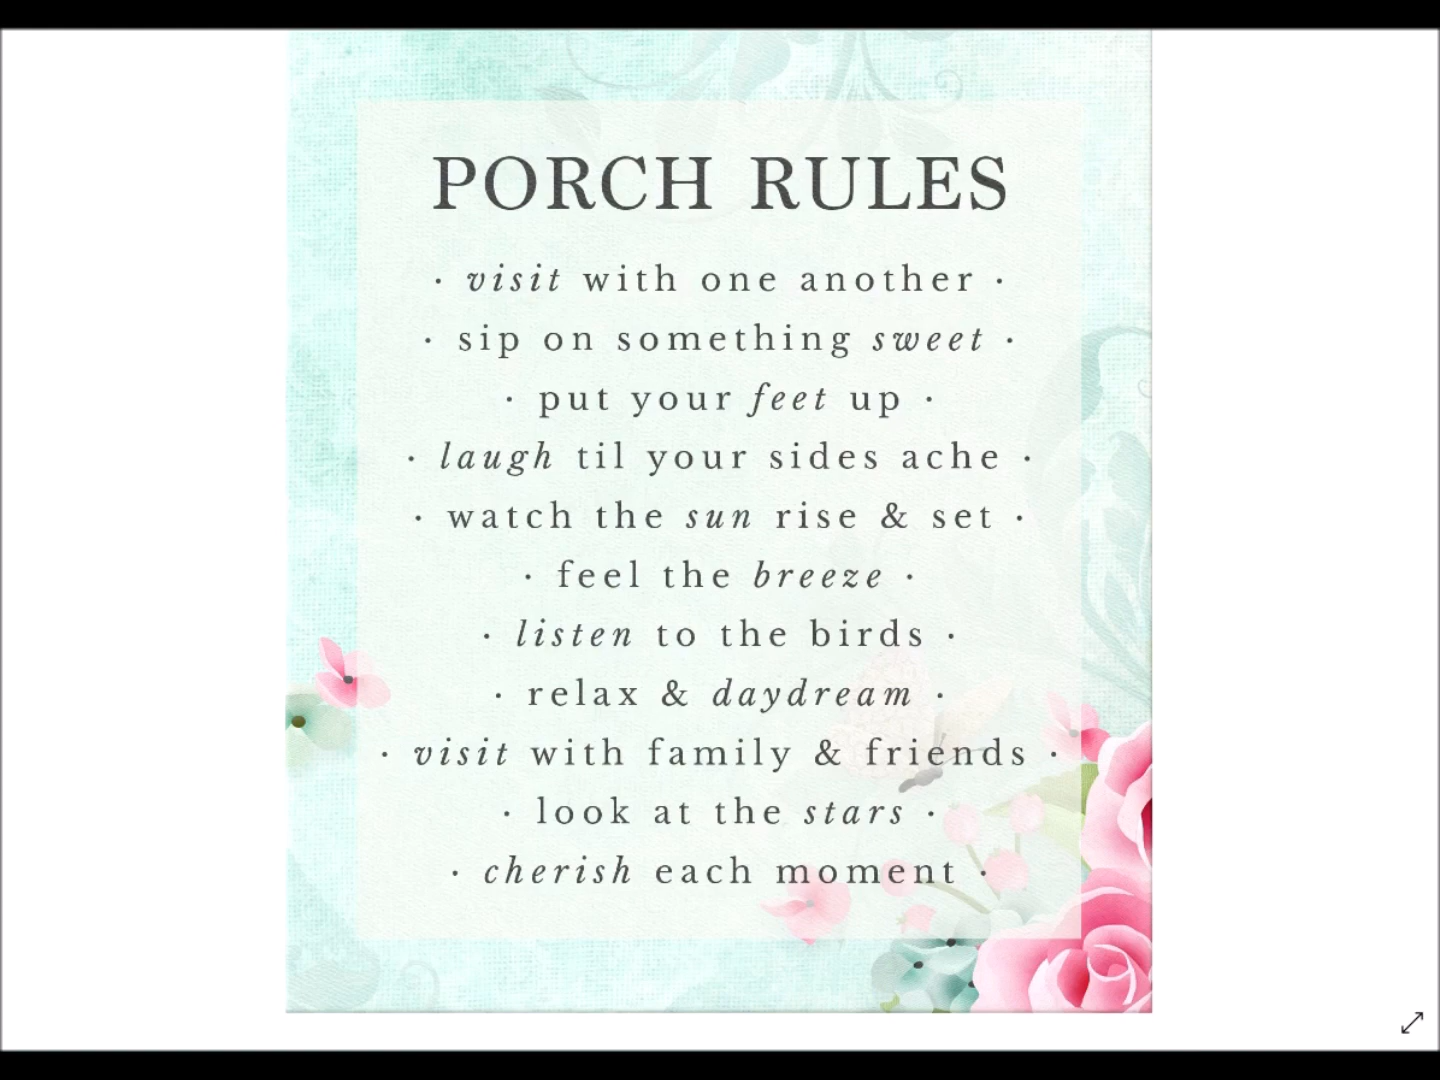 PORCH RULES
· visit with one another ·
· sip on something sweet ·
· put your feet up ·
· laugh til your sides ache ·
· watch the sun rise & set ·
· feel the breeze ·
· listen to the birds ·
· relax & daydream ·
· visit with family & friends ·
· look at the stars ·
· cherish each moment ·